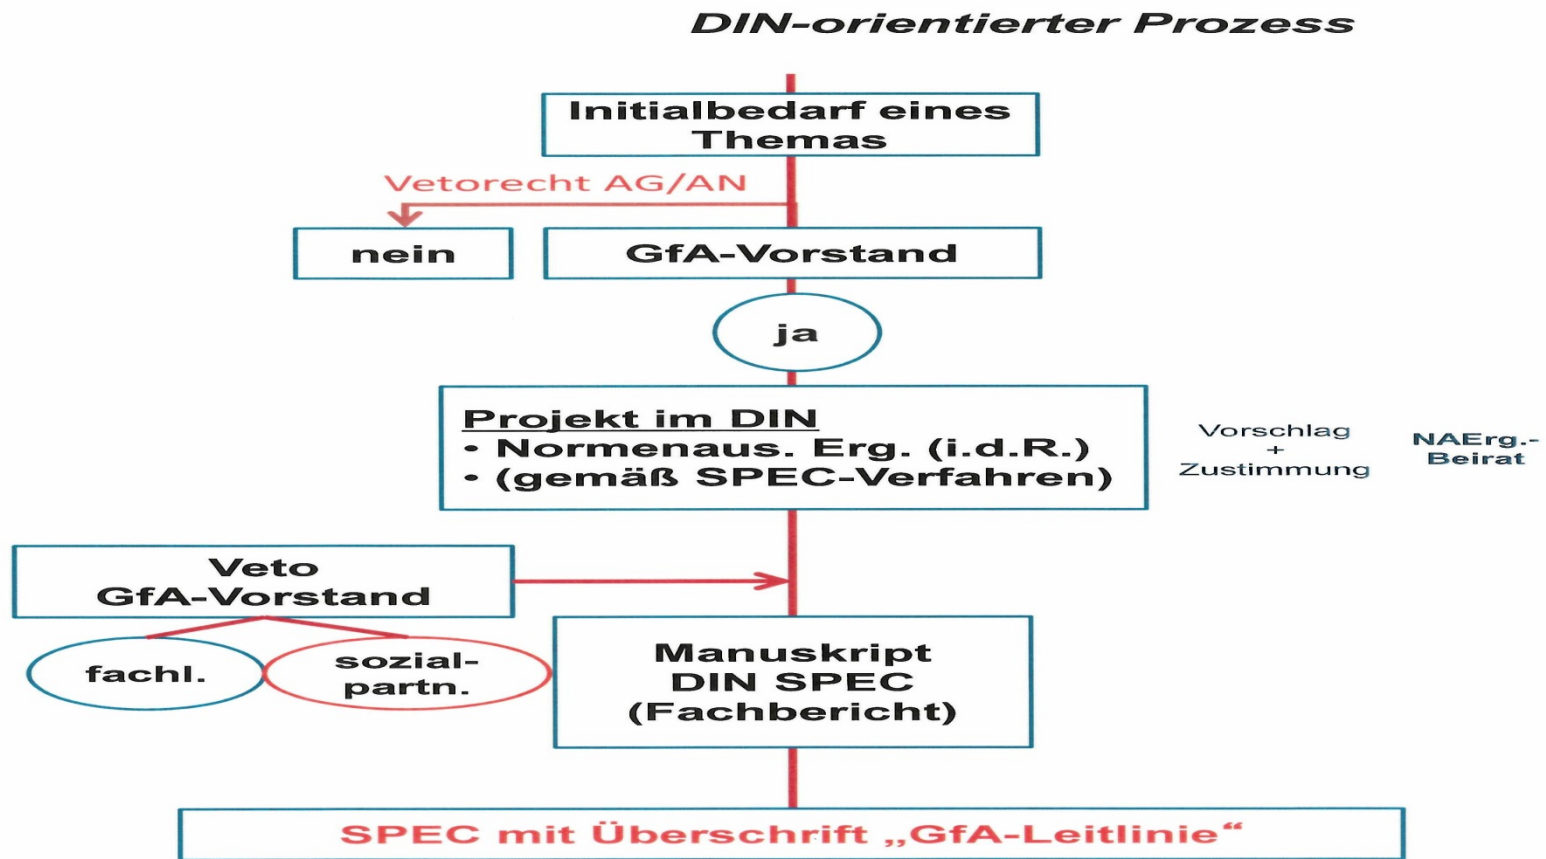 DIN-orientierter Prozess
Initialbedarf eines
Themas
Vetorecht AG/AN
nein
GfA-Vorstand
ja
Projekt im DIN
• Normenaus. Erg. (i.d.R.)
• (gemäß SPEC-Verfahren)
Vorschlag
+
Zustimmung
NAErg.-
Beirat
Veto
GfA-Vorstand
fachl.
sozial-
partn.
Manuskript
DIN SPEC
(Fachbericht)
SPEC mit Überschrift „GfA-Leitlinie“